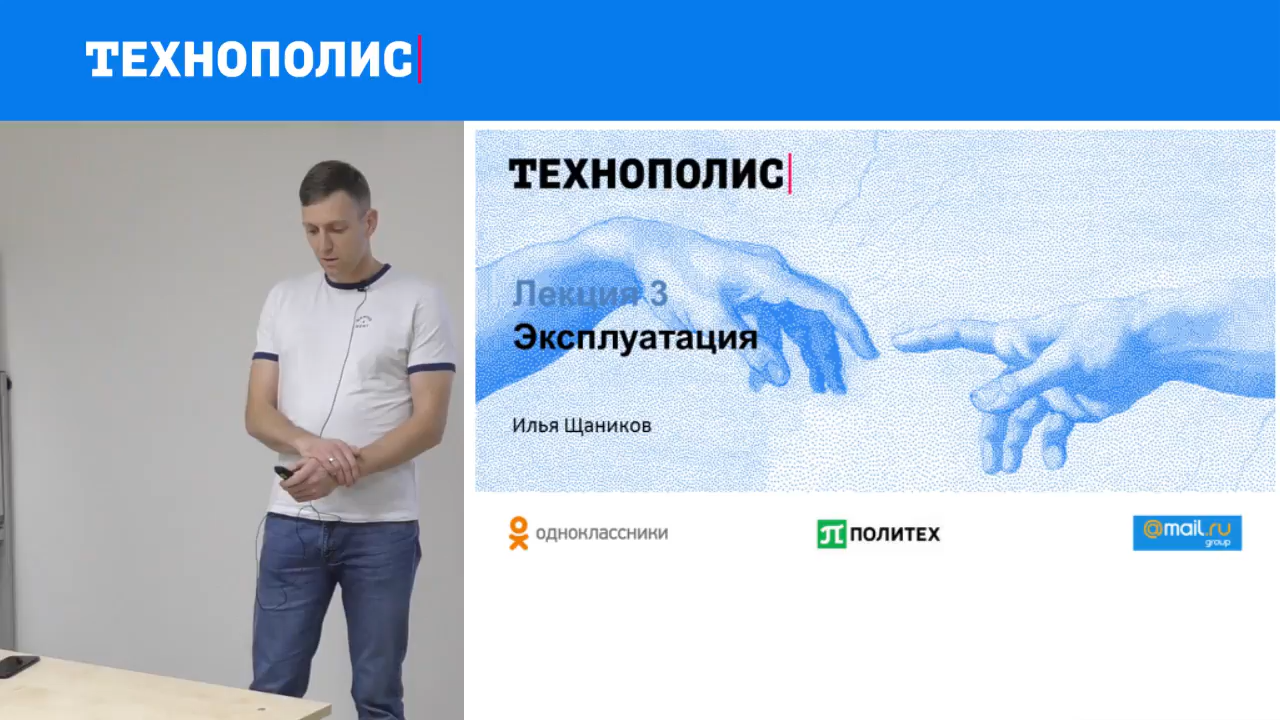 ТЕХНОПОЛИС
ТЕХНОПОЛИС
Лекция 3
Эксплуатация
Илья Щаников
одноклассники
ПОЛИТЕХ
@mail.ru
group